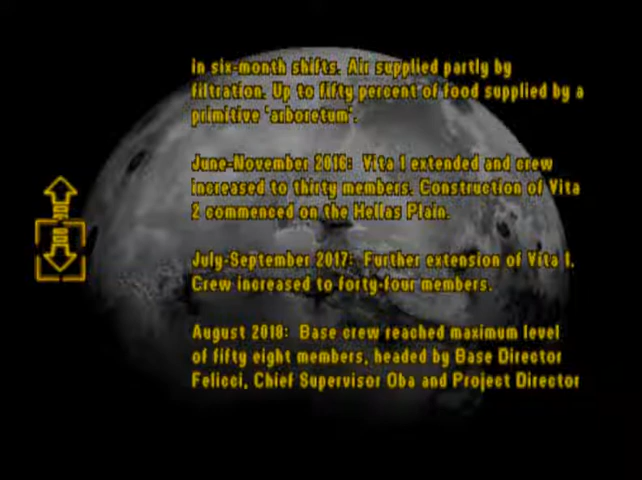 in six-month shifts. Air supplied partly by
filtration. Up to fifty percent of food supplied by a
primitive 'arboretum'.
June-November 2016: Vita 1 extended and crew
increased to thirty members. Construction of Vita
2 commenced on the Hellas Plain.
July-September 2017: Further extension of Vita 1.
Crew increased to forty-four members.
August 2018: Base crew reached maximum level
of fifty eight members, headed by Base Director
Felicci, Chief Supervisor Oba and Project Director